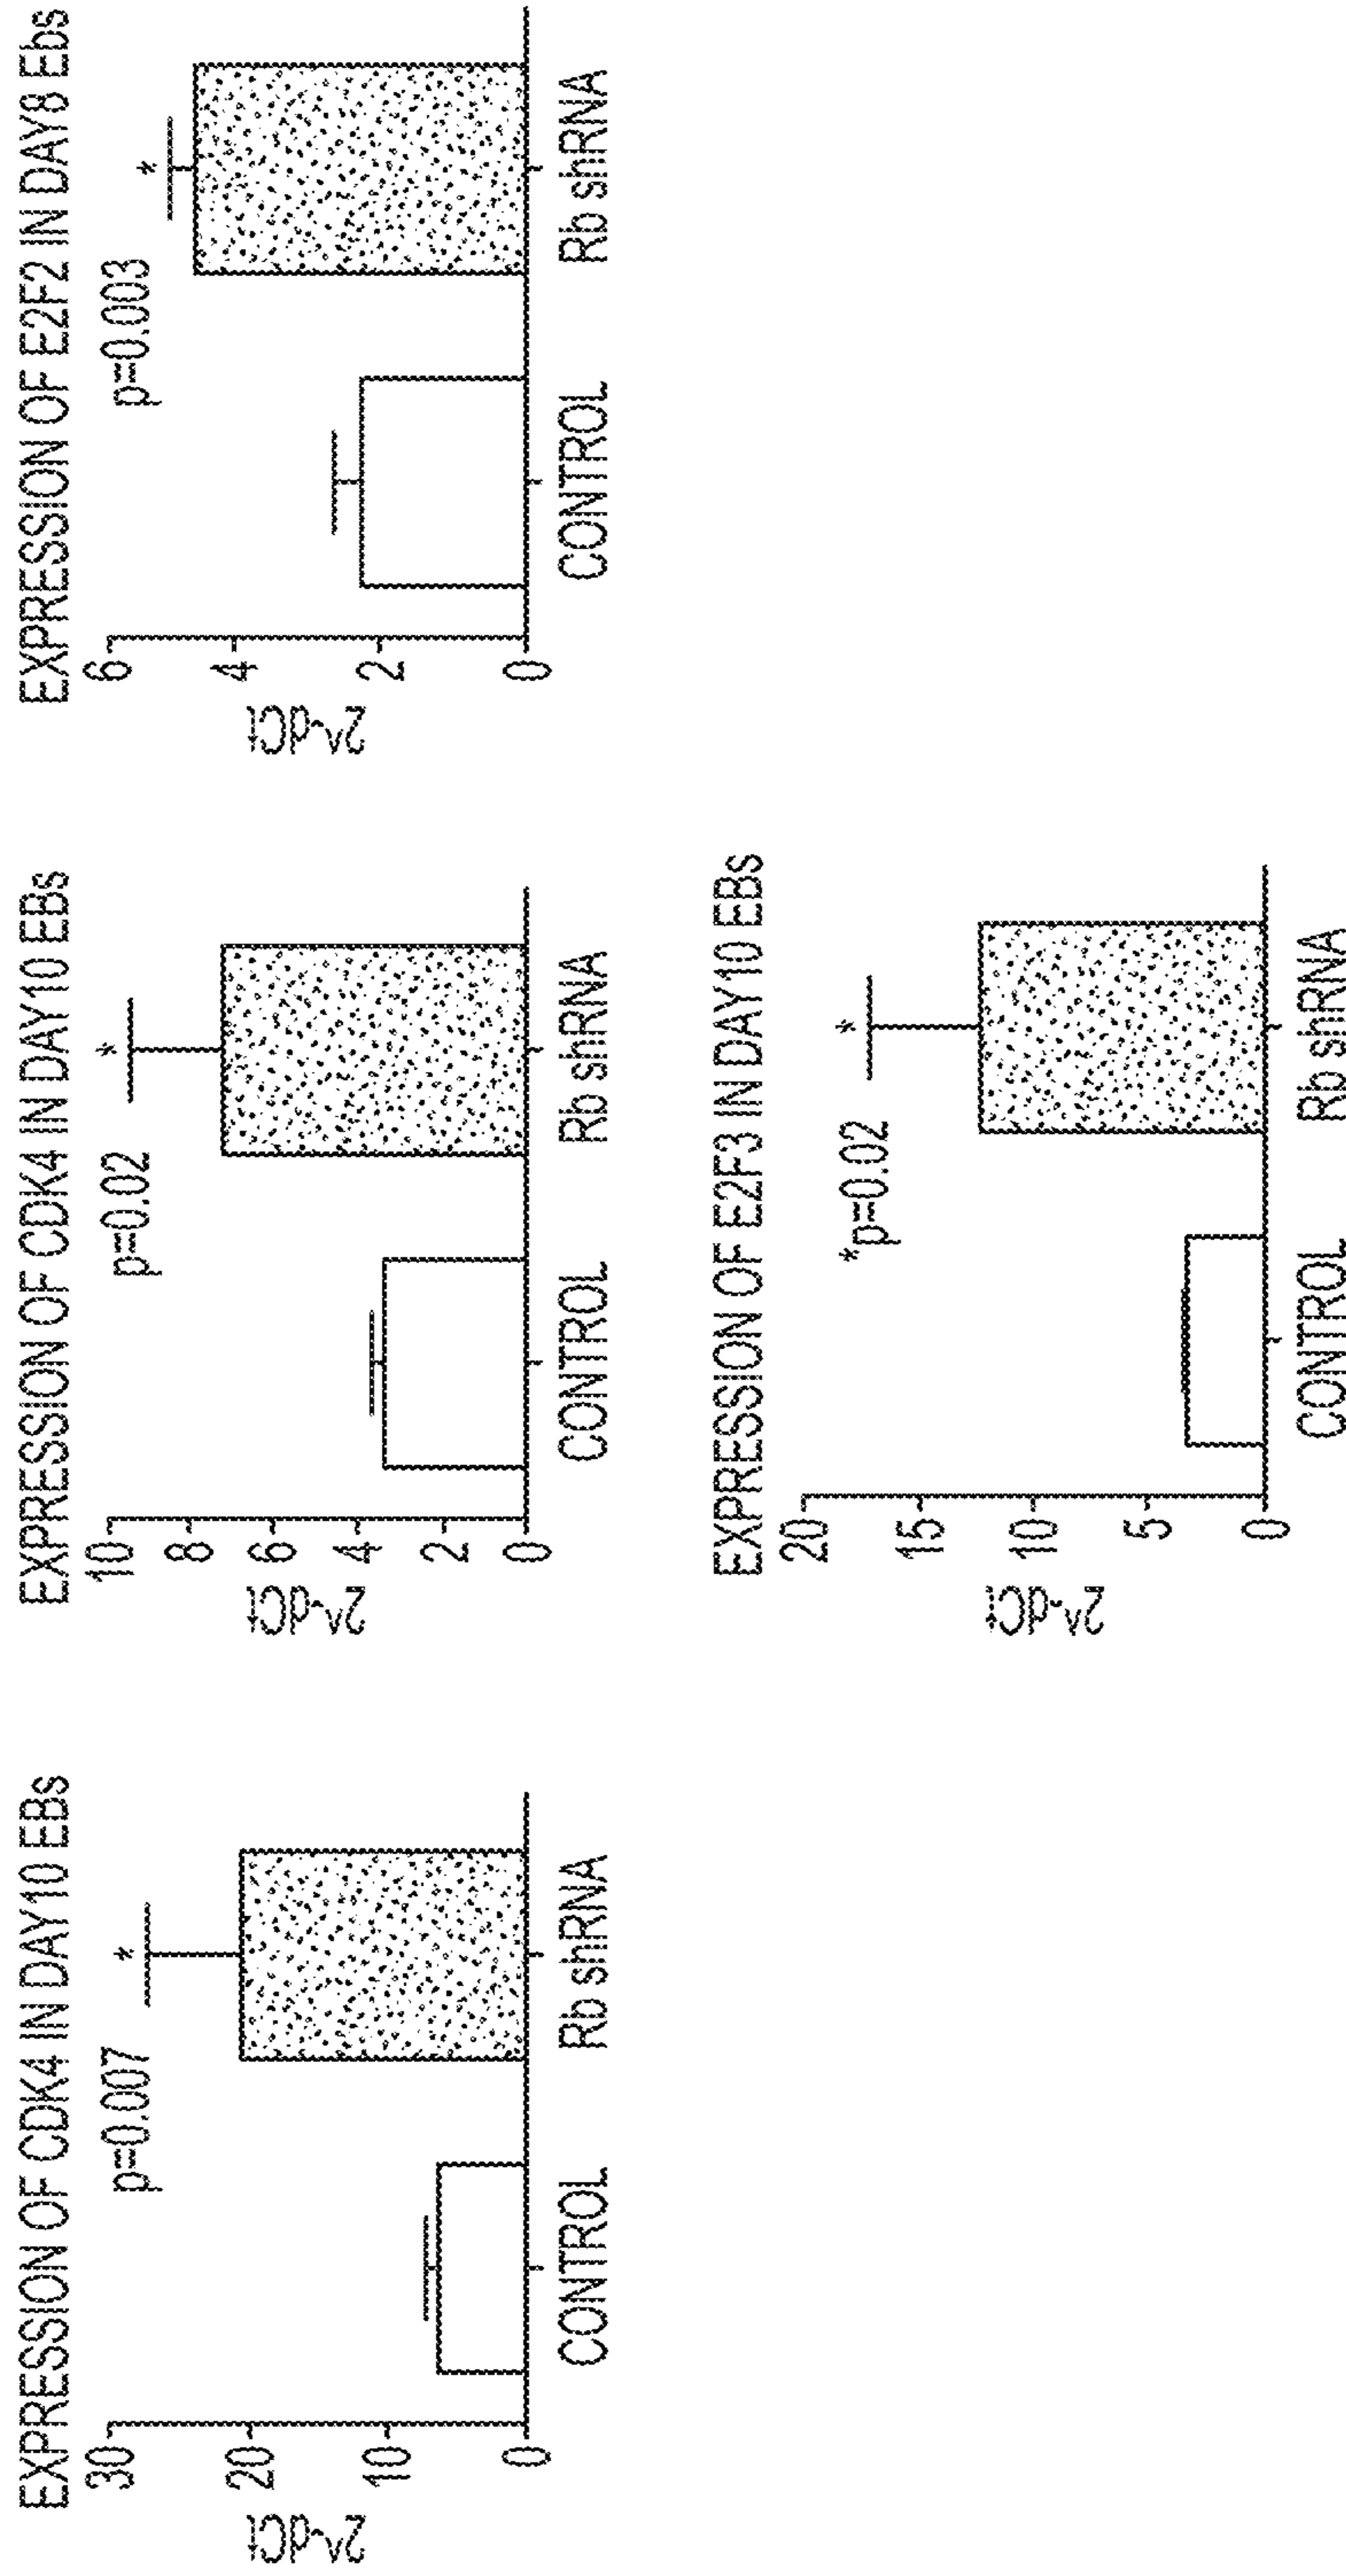 EXPRESSION OF CDK4 IN DAY10 EBs
p=0.007
*
30
20
10
0
2^-dCt
CONTROL
Rb shRNA
EXPRESSION OF CDK4 IN DAY10 EBs
p=0.02
*
10
8
6
4
2
0
2^-dCt
CONTROL
Rb shRNA
EXPRESSION OF E2F2 IN DAY8 Ebs
p=0.003
*
6
4
2
0
2^-dCt
CONTROL
Rb shRNA
EXPRESSION OF E2F3 IN DAY10 EBs
*p=0.02
*
20
15
10
5
0
2^-dCt
CONTROL
Rb shRNA